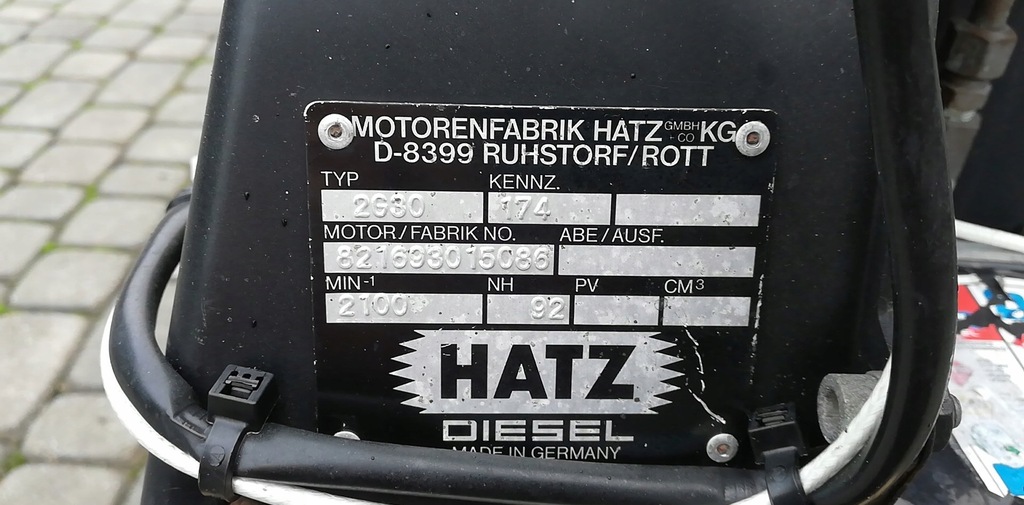 MOTORENFABRIK HATZ GMBH + CO KG
D-8399 RUHSTORF/ROTT
TYP KENNZ.
2G30 174
MOTOR/FABRIK NO. ABE/AUSF.
821693015086
MIN-¹ NH PV CM³
2100 92
HATZ
DIESEL
MADE IN GERMANY